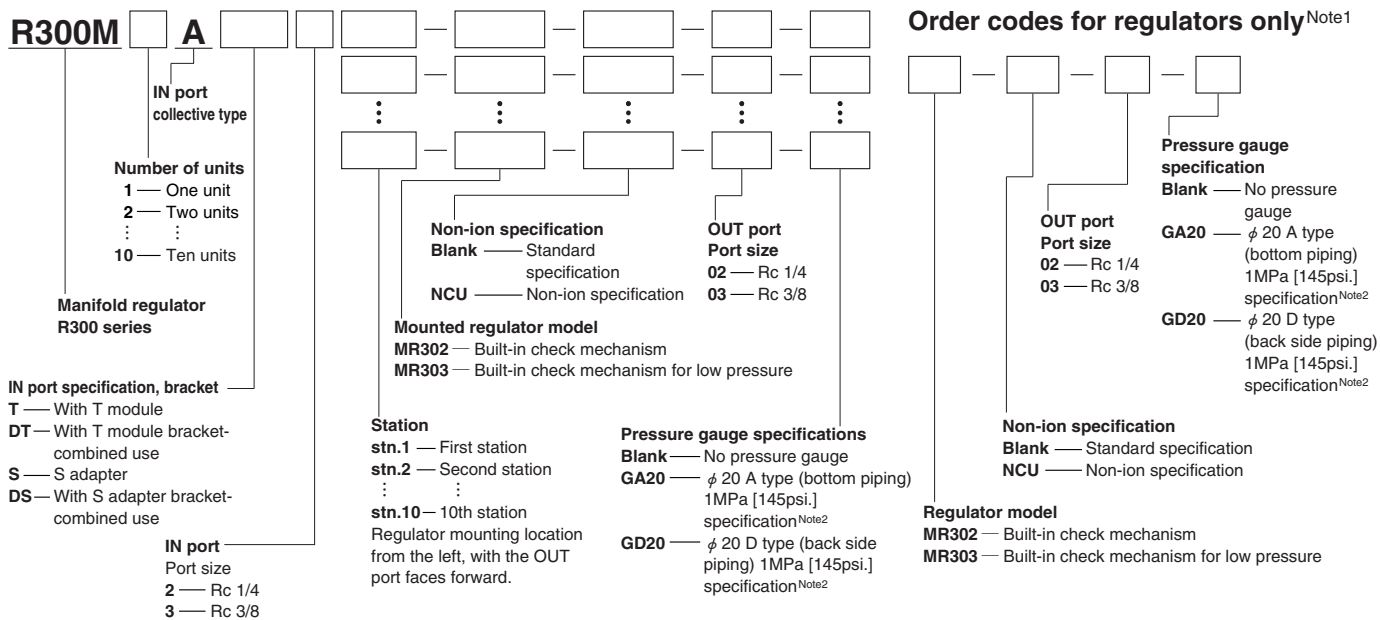 R300M A
IN port
collective type
Number of units
1 — One unit
2 — Two units
⋮ ⋮
10 — Ten units
Manifold regulator
R300 series
IN port specification, bracket
T — With T module
DT — With T module bracket-
combined use
S — S adapter
DS — With S adapter bracket-
combined use
IN port
Port size
2 — Rc 1/4
3 — Rc 3/8
Non-ion specification
Blank — Standard
specification
NCU — Non-ion specification
OUT port
Port size
02 — Rc 1/4
03 — Rc 3/8
Mounted regulator model
MR302 — Built-in check mechanism
MR303 — Built-in check mechanism for low pressure
Station
stn.1 — First station
stn.2 — Second station
⋮ ⋮
stn.10 — 10th station
Regulator mounting location
from the left, with the OUT
port faces forward.
Pressure gauge specifications
Blank — No pressure gauge
GA20 — ϕ 20 A type (bottom piping)
1MPa [145psi.]
specification Note2
GD20 — ϕ 20 D type (back side
piping) 1MPa [145psi.]
specification Note2
Order codes for regulators only Note1
Pressure gauge
specification
Blank — No pressure
gauge
GA20 — ϕ 20 A type
(bottom piping)
1MPa [145psi.]
specification Note2
GD20 — ϕ 20 D type
(back side piping)
1MPa [145psi.]
specification Note2
OUT port
Port size
02 — Rc 1/4
03 — Rc 3/8
Non-ion specification
Blank — Standard specification
NCU — Non-ion specification
Regulator model
MR302 — Built-in check mechanism
MR303 — Built-in check mechanism for low pressure